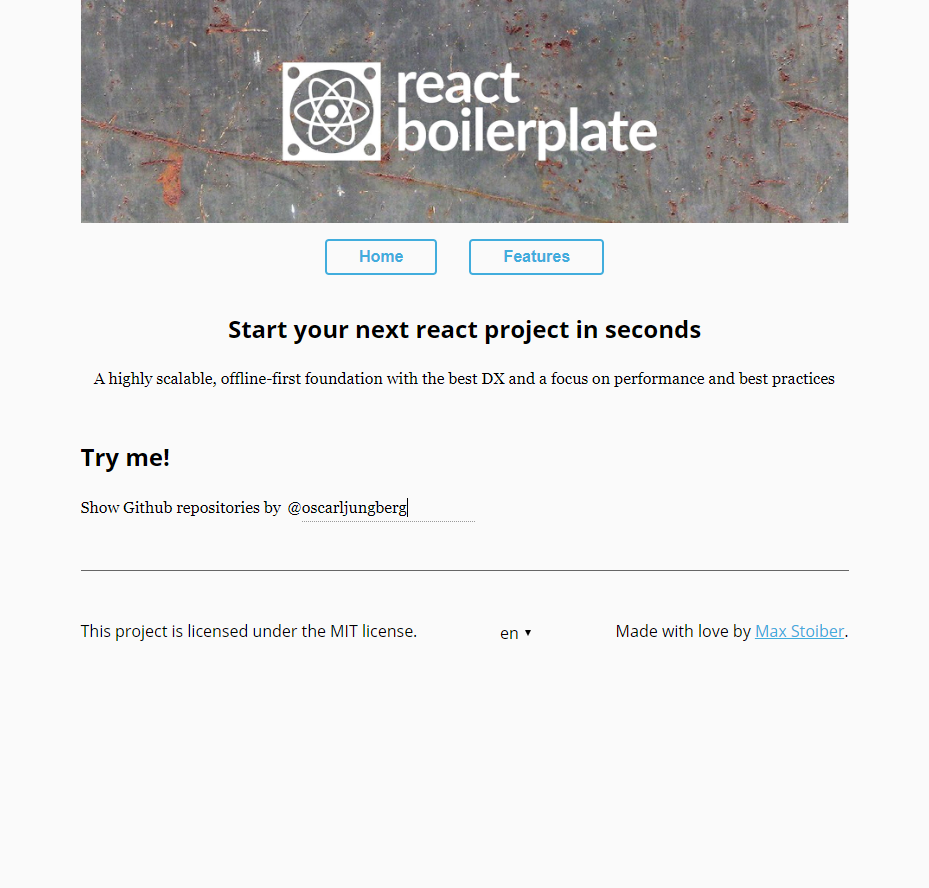 react
boilerplate
Home
Features
Start your next react project in seconds
A highly scalable, offline-first foundation with the best DX and a focus on performance and best practices
Try me!
Show Github repositories by @oscarljungberg
This project is licensed under the MIT license.
en
Made with love by Max Stoiber.